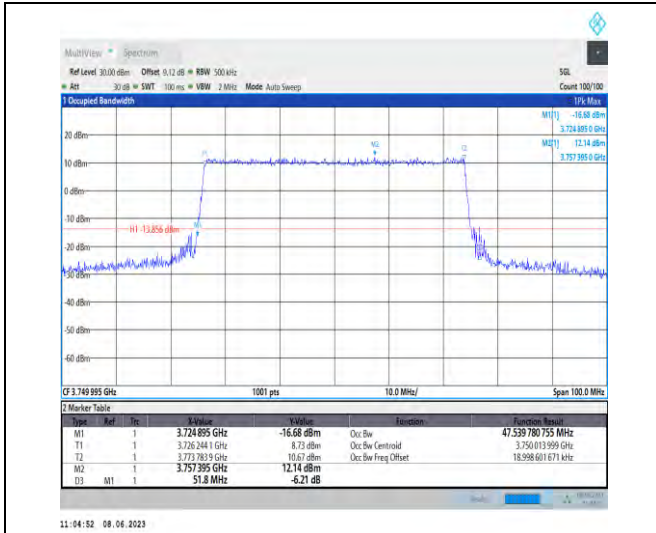 MultiView Spectrum
Ref Level 30.00 dBm Offset 9.12 dB RBW 500 kHz SGL
Att 30 dB SWT 100 ms VBW 2 MHz Mode Auto Sweep Count 100/100
1 Occupied Bandwidth 1Pk Max
M1[1] -16.68 dBm
3.724 895 0 GHz
M2[1] 12.14 dBm
3.757 395 0 GHz
20 dBm
M2
T1
T2
10 dBm
0 dBm
-10 dBm
H1 -13.856 dBm
M1
-20 dBm
-30 dBm
-40 dBm
-50 dBm
-60 dBm
CF 3.749 995 GHz 1001 pts 10.0 MHz/ Span 100.0 MHz
2 Marker Table
Type Ref Trc X-Value Y-Value Function Function Result
M1 1 3.724 895 GHz -16.68 dBm Occ Bw 47.539 780 755 MHz
T1 1 3.726 244 1 GHz 8.73 dBm Occ Bw Centroid 3.750 013 999 GHz
T2 1 3.773 783 9 GHz 10.67 dBm Occ Bw Freq Offset 18.998 601 671 kHz
M2 1 3.757 395 GHz 12.14 dBm
D3 M1 1 51.8 MHz -6.21 dB
11:04:52 08.06.2023